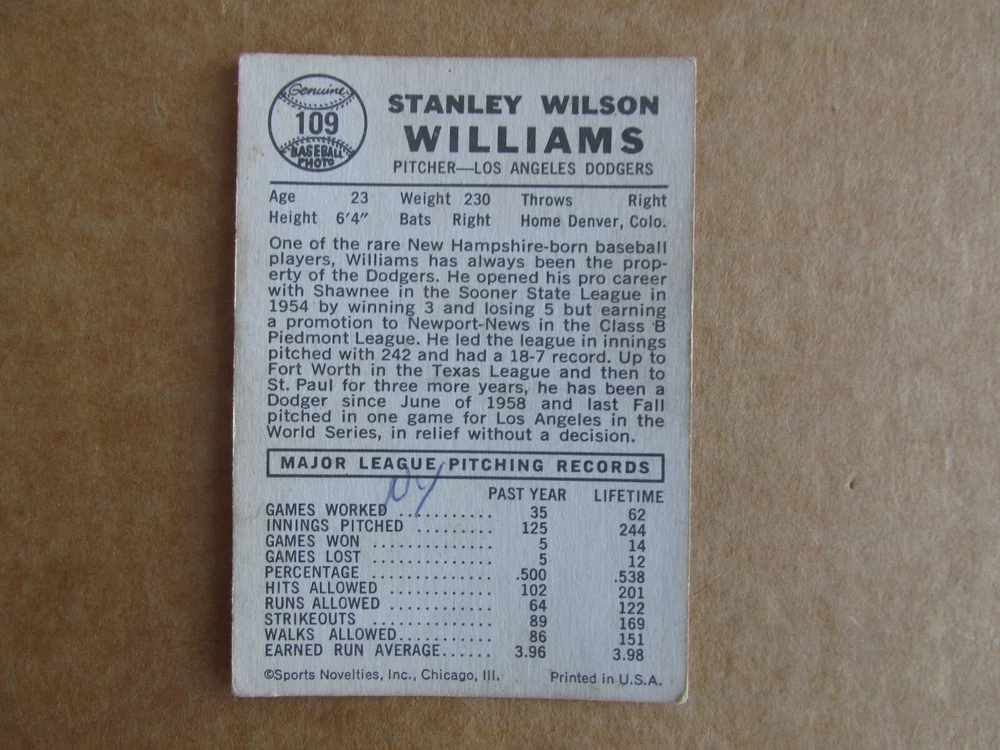 Genuine
109
BASEBALL
PHOTO
STANLEY WILSON
WILLIAMS
PITCHER—LOS ANGELES DODGERS
Age 23 Weight 230 Throws Right
Height 6'4" Bats Right Home Denver, Colo.
One of the rare New Hampshire-born baseball
players, Williams has always been the prop-
erty of the Dodgers. He opened his pro career
with Shawnee in the Sooner State League in
1954 by winning 3 and losing 5 but earning
a promotion to Newport-News in the Class B
Piedmont League. He led the league in innings
pitched with 242 and had a 18-7 record. Up to
Fort Worth in the Texas League and then to
St. Paul for three more years, he has been a
Dodger since June of 1958 and last Fall
pitched in one game for Los Angeles in the
World Series, in relief without a decision.
MAJOR LEAGUE PITCHING RECORDS
NY
PAST YEAR LIFETIME
GAMES WORKED ........... 35 62
INNINGS PITCHED ......... 125 244
GAMES WON .............. 5 14
GAMES LOST .............. 5 12
PERCENTAGE .............. .500 .538
HITS ALLOWED ............ 102 201
RUNS ALLOWED ............ 64 122
STRIKEOUTS .............. 89 169
WALKS ALLOWED........... 86 151
EARNED RUN AVERAGE...... 3.96 3.98
©Sports Novelties, Inc., Chicago, Ill. Printed in U.S.A.